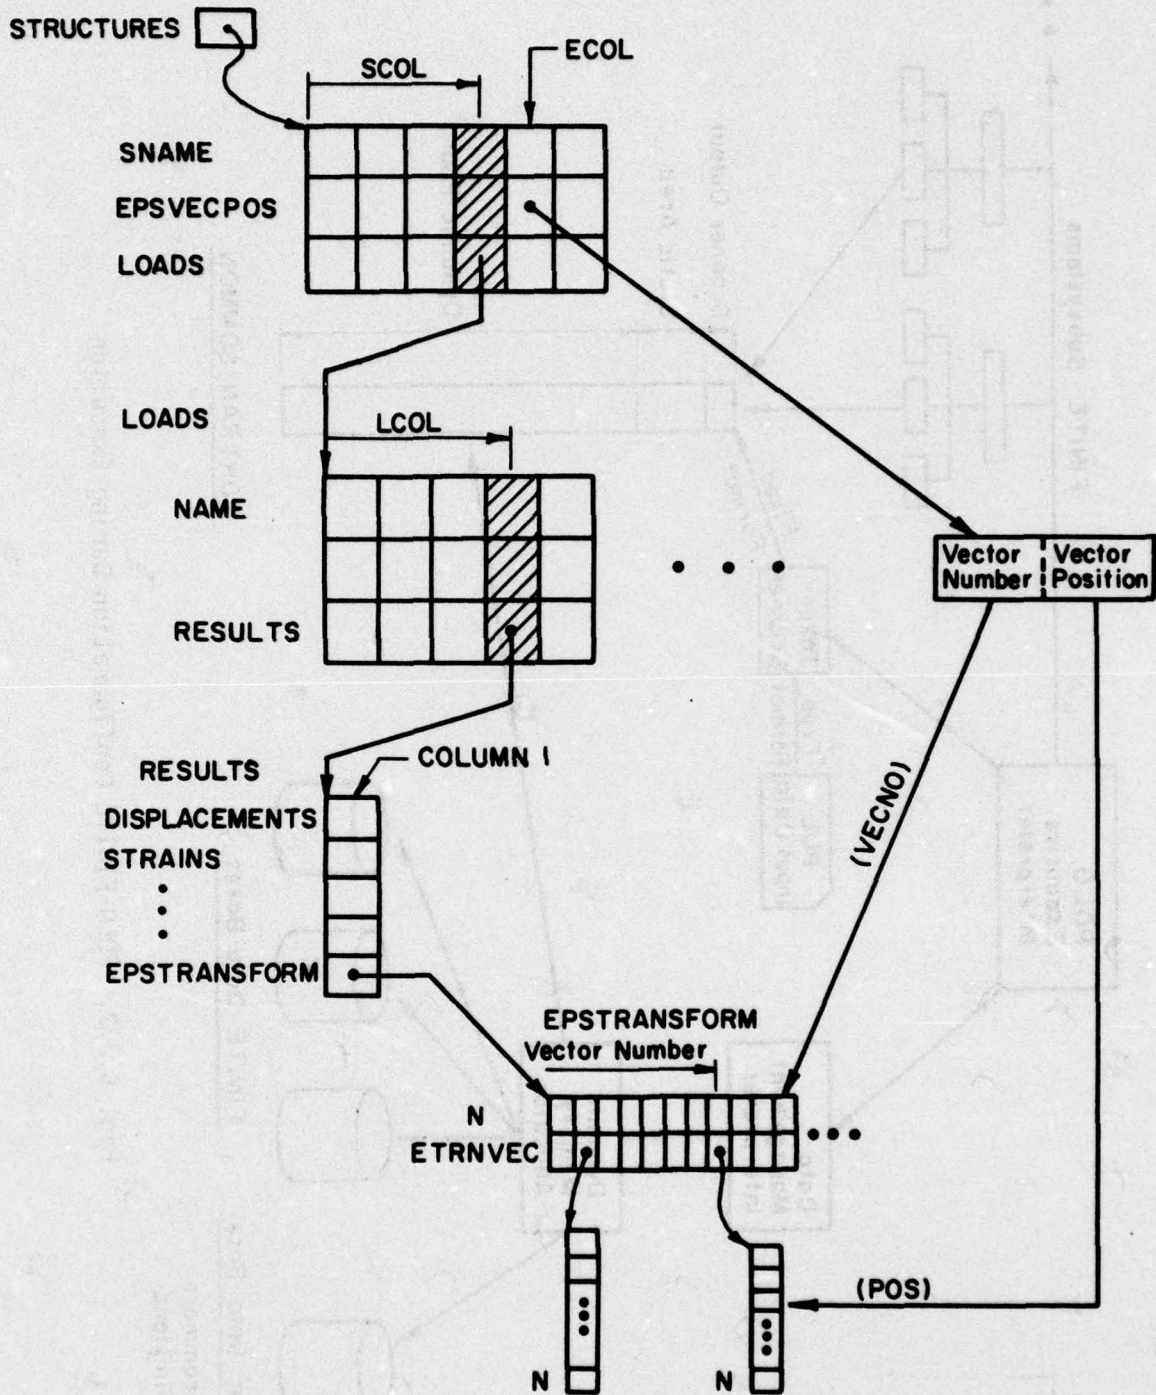 STRUCTURES
SCOL
ECOL
SNAME
EPSVECPOS
LOADS
LOADS
LCOL
NAME
RESULTS
Vector Number
Vector Position
RESULTS
COLUMN 1
DISPLACEMENTS
STRAINS
EPSTRANSFORM
(VECNO)
EPSTRANSFORM
Vector Number
N
ETRNVEC
(POS)
N
N